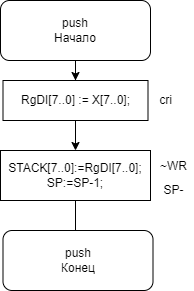 push
Начало
RgDI[7..0] := X[7..0];
cri
STACK[7..0]:=RgDI[7..0];
SP:=SP-1;
~WR
SP-
push
Конец